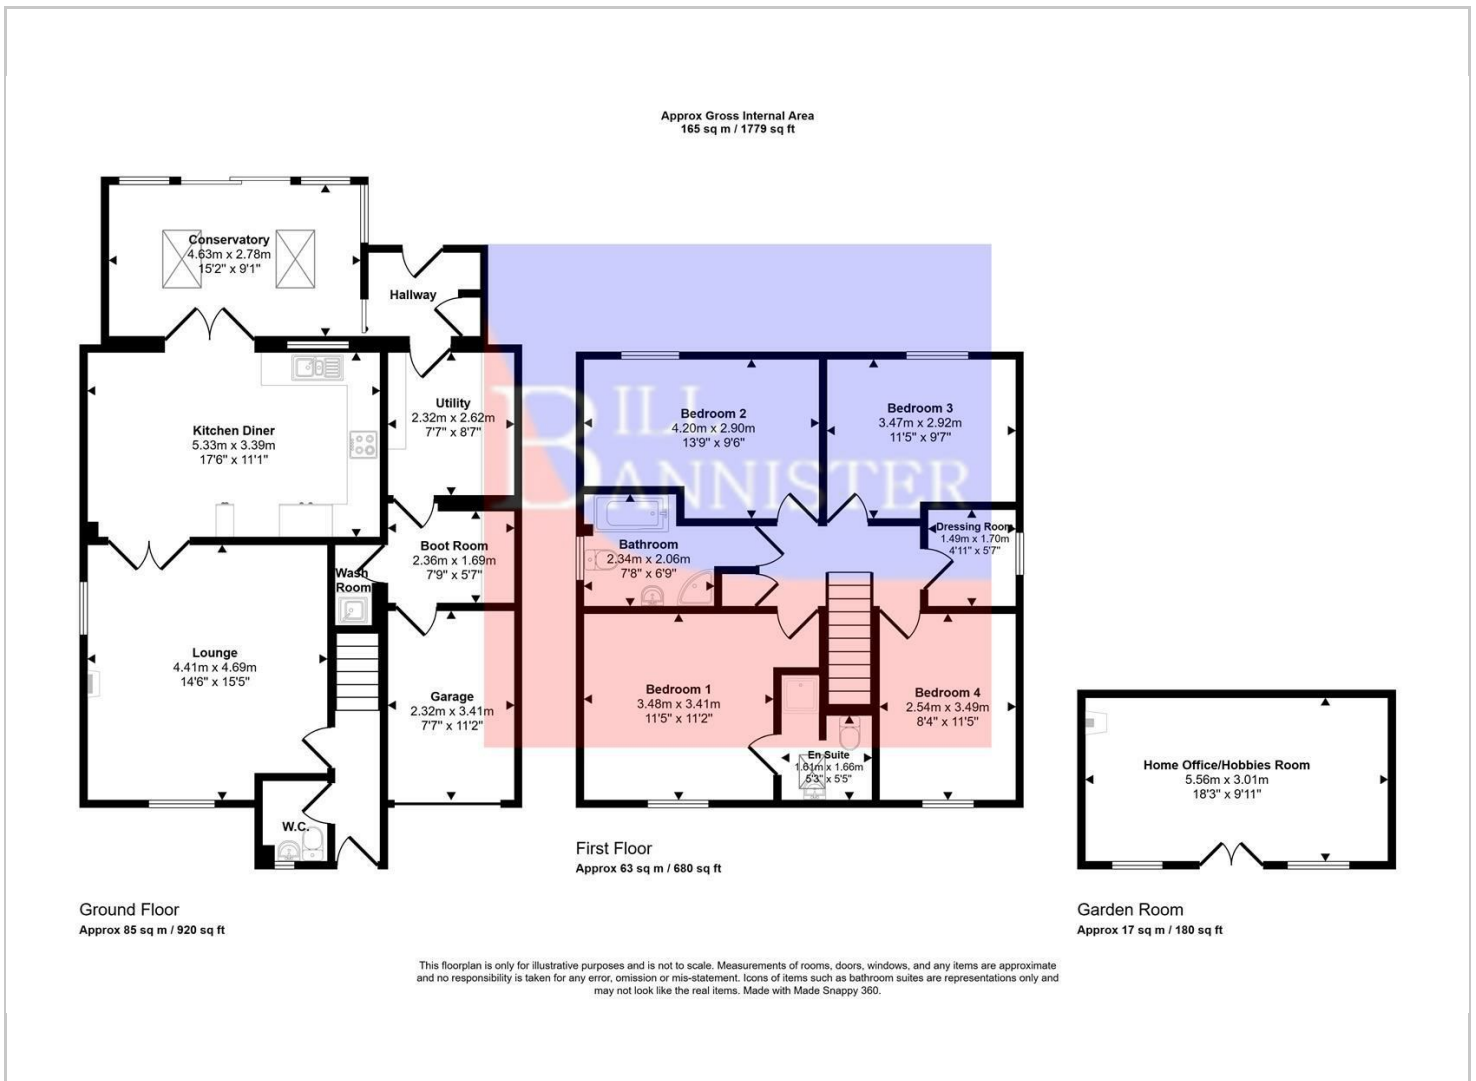 Approx Gross Internal Area
165 sq m / 1779 sq ft
Conservatory
4.63m x 2.78m
15'2" x 9'1"
Hallway
Kitchen Diner
5.33m x 3.39m
17'6" x 11'1"
Utility
2.32m x 2.62m
7'7" x 8'7"
Boot Room
2.36m x 1.69m
7'9" x 5'7"
Wash
Room
Lounge
4.41m x 4.69m
14'6" x 15'5"
Garage
2.32m x 3.41m
7'7" x 11'2"
W.C.
Ground Floor
Approx 85 sq m / 920 sq ft
BILL
BANNISTER
Bedroom 2
4.20m x 2.90m
13'9" x 9'6"
Bedroom 3
3.47m x 2.92m
11'5" x 9'7"
Bathroom
2.34m x 2.06m
7'8" x 6'9"
Dressing Room
1.49m x 1.70m
4'11" x 5'7"
Bedroom 1
3.48m x 3.41m
11'5" x 11'2"
En Suite
1.61m x 1.66m
5'3" x 5'5"
Bedroom 4
2.54m x 3.49m
8'4" x 11'5"
First Floor
Approx 63 sq m / 680 sq ft
Home Office/Hobbies Room
5.56m x 3.01m
18'3" x 9'11"
Garden Room
Approx 17 sq m / 180 sq ft
This floorplan is only for illustrative purposes and is not to scale. Measurements of rooms, doors, windows, and any items are approximate
and no responsibility is taken for any error, omission or mis-statement. Icons of items such as bathroom suites are representations only and
may not look like the real items. Made with Made Snappy 360.